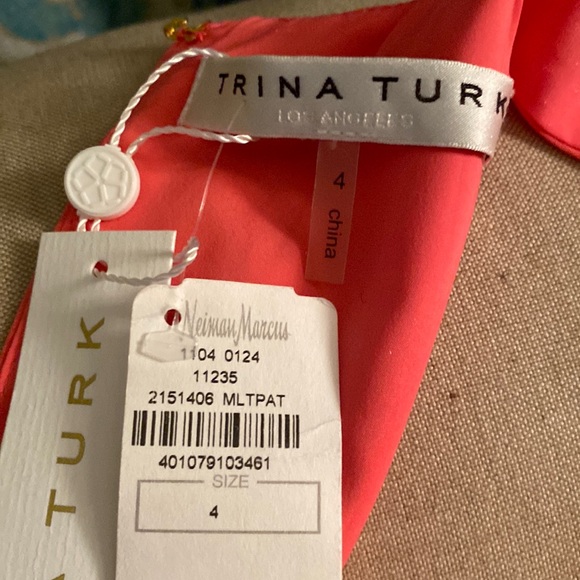 TRINA TURK
LOS ANGELES
4 china
Neiman Marcus
1104 0124
11235
2151406 MLTPAT
401079103461
SIZE
4
A TURK